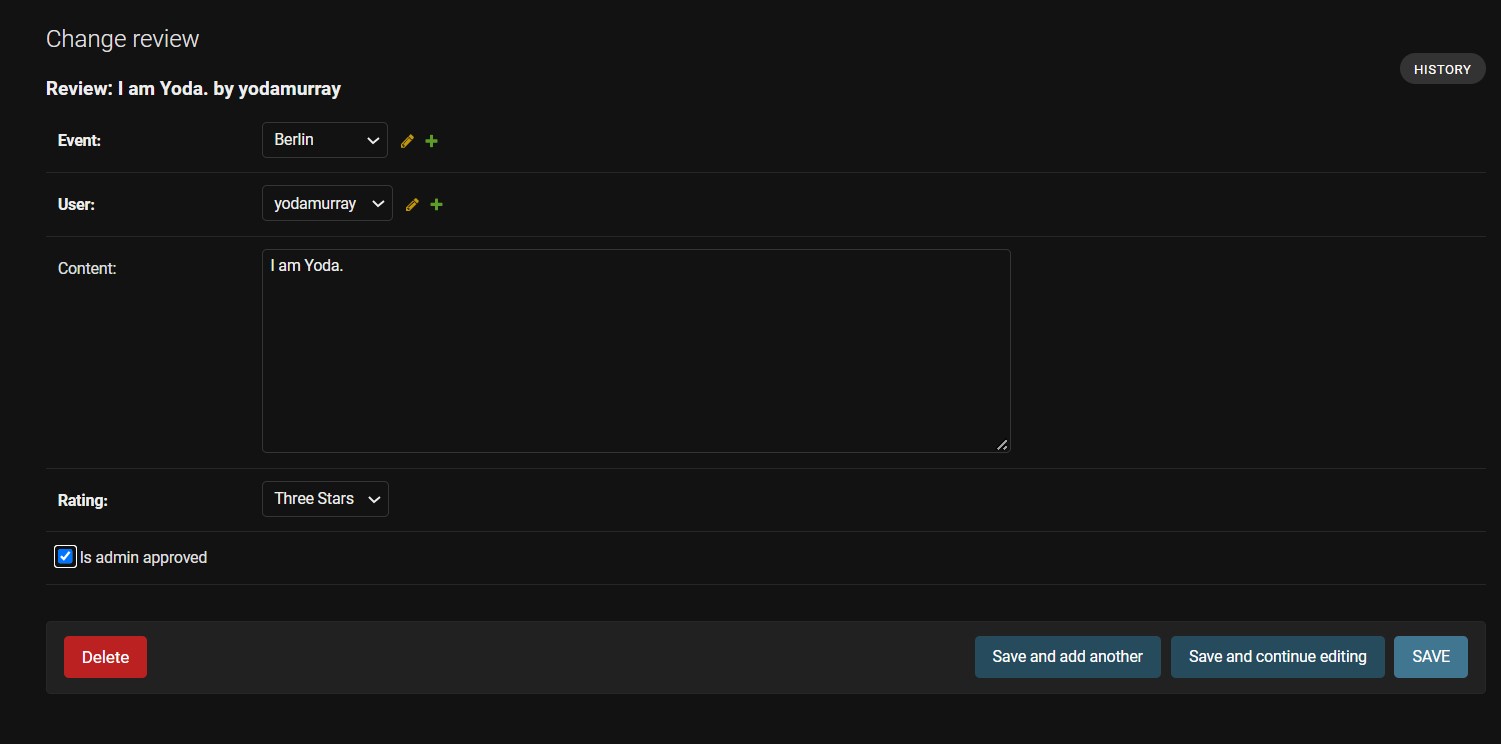 Change review
HISTORY
Review: I am Yoda. by yodamurray
Event: Berlin
User: yodamurray
Content: I am Yoda.
Rating: Three Stars
Is admin approved
Delete Save and add another Save and continue editing SAVE